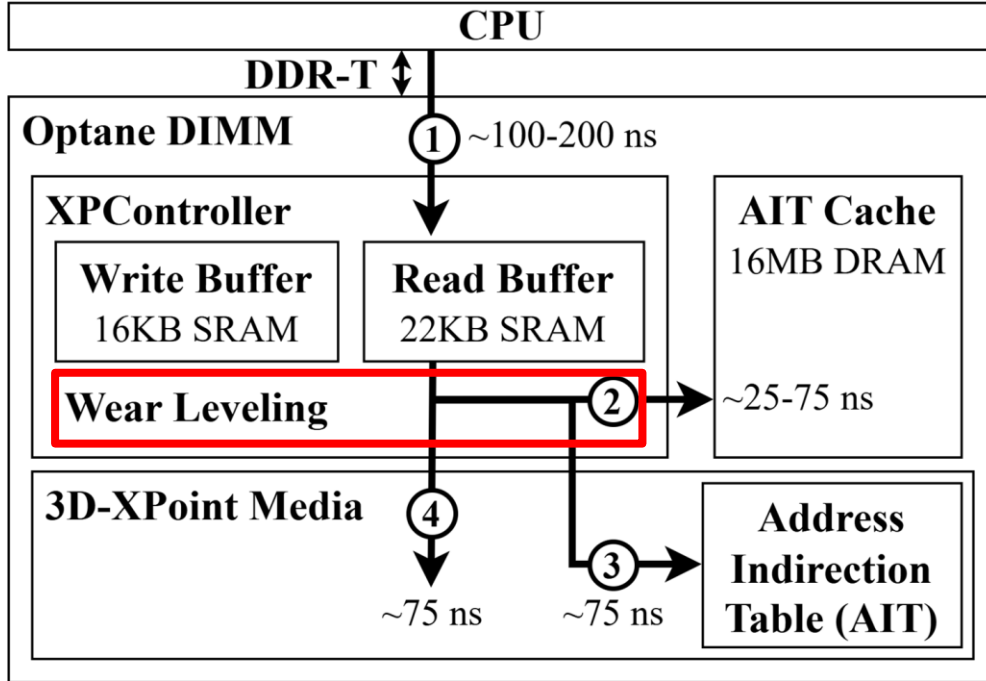 CPU
DDR-T
Optane DIMM
1
~100-200 ns
XPController
Write Buffer
16KB SRAM
Read Buffer
22KB SRAM
AIT Cache
16MB DRAM
Wear Leveling
2
~25-75 ns
3D-XPoint Media
4
~75 ns
3
~75 ns
Address
Indirection
Table (AIT)